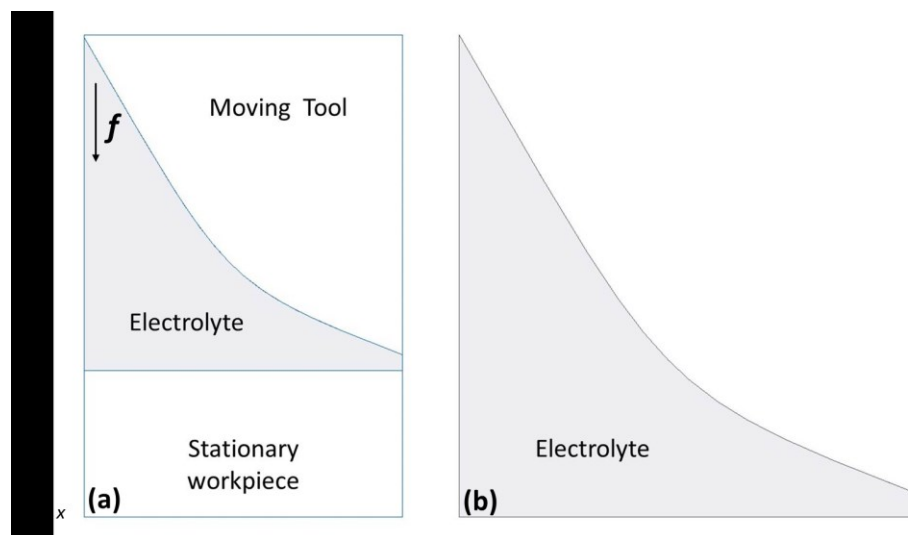 Moving Tool
f
Electrolyte
Stationary
workpiece
(a)
x
Electrolyte
(b)